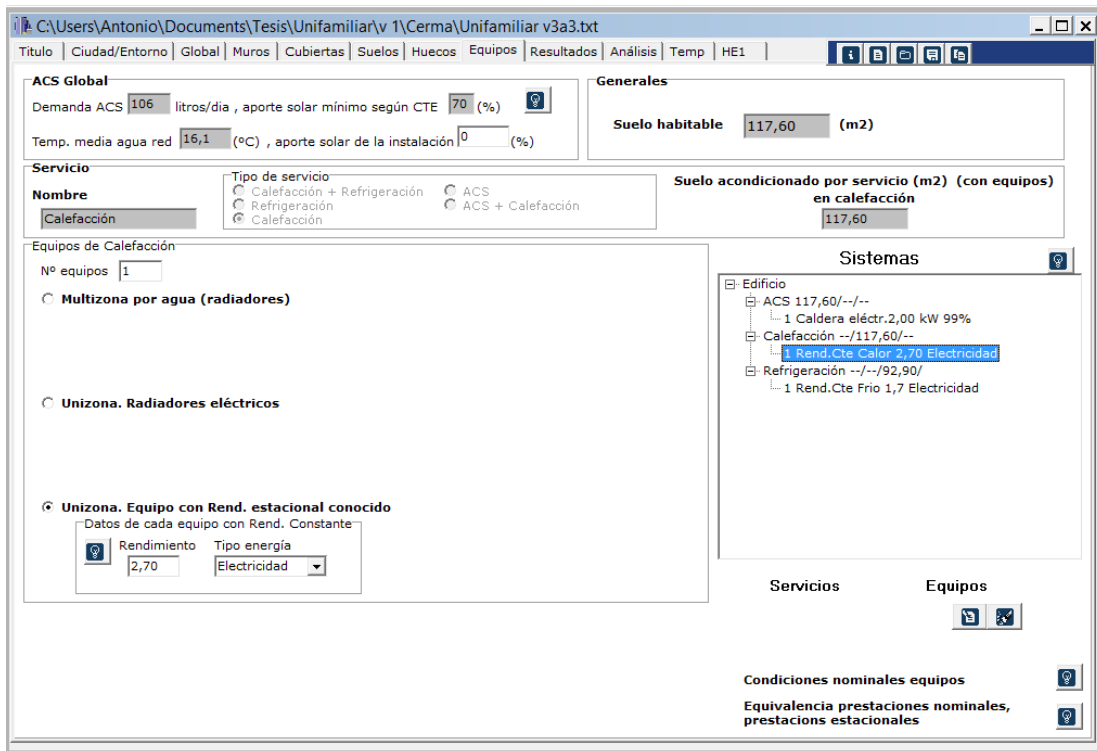 C:\Users\Antonio\Documents\Tesis\Unifamiliar\v 1\Cerma\Unifamiliar v3a3.txt
Titulo Ciudad/Entorno Global Muros Cubiertas Suelos Huecos Equipos Resultados Análisis Temp HE1
ACS Global
Demanda ACS 106 litros/dia , aporte solar mínimo según CTE 70 (%)
Temp. media agua red 16,1 (ºC) , aporte solar de la instalación 0 (%)
Generales
Suelo habitable 117,60 (m2)
Servicio
Nombre
Calefacción
Tipo de servicio
Calefacción + Refrigeración ACS
Refrigeración ACS + Calefacción
Calefacción
Suelo acondicionado por servicio (m2) (con equipos)
en calefacción
117,60
Equipos de Calefacción
Nº equipos 1
Multizona por agua (radiadores)
Unizona. Radiadores eléctricos
Unizona. Equipo con Rend. estacional conocido
Datos de cada equipo con Rend. Constante
Rendimiento Tipo energía
2,70 Electricidad
Sistemas
Edificio
ACS 117,60/--/--
1 Caldera eléctr.2,00 kW 99%
Calefacción --/117,60/--
1 Rend.Cte Calor 2,70 Electricidad
Refrigeración --/--/92,90/
1 Rend.Cte Frio 1,7 Electricidad
Servicios Equipos
Condiciones nominales equipos
Equivalencia prestaciones nominales,
prestacions estacionales